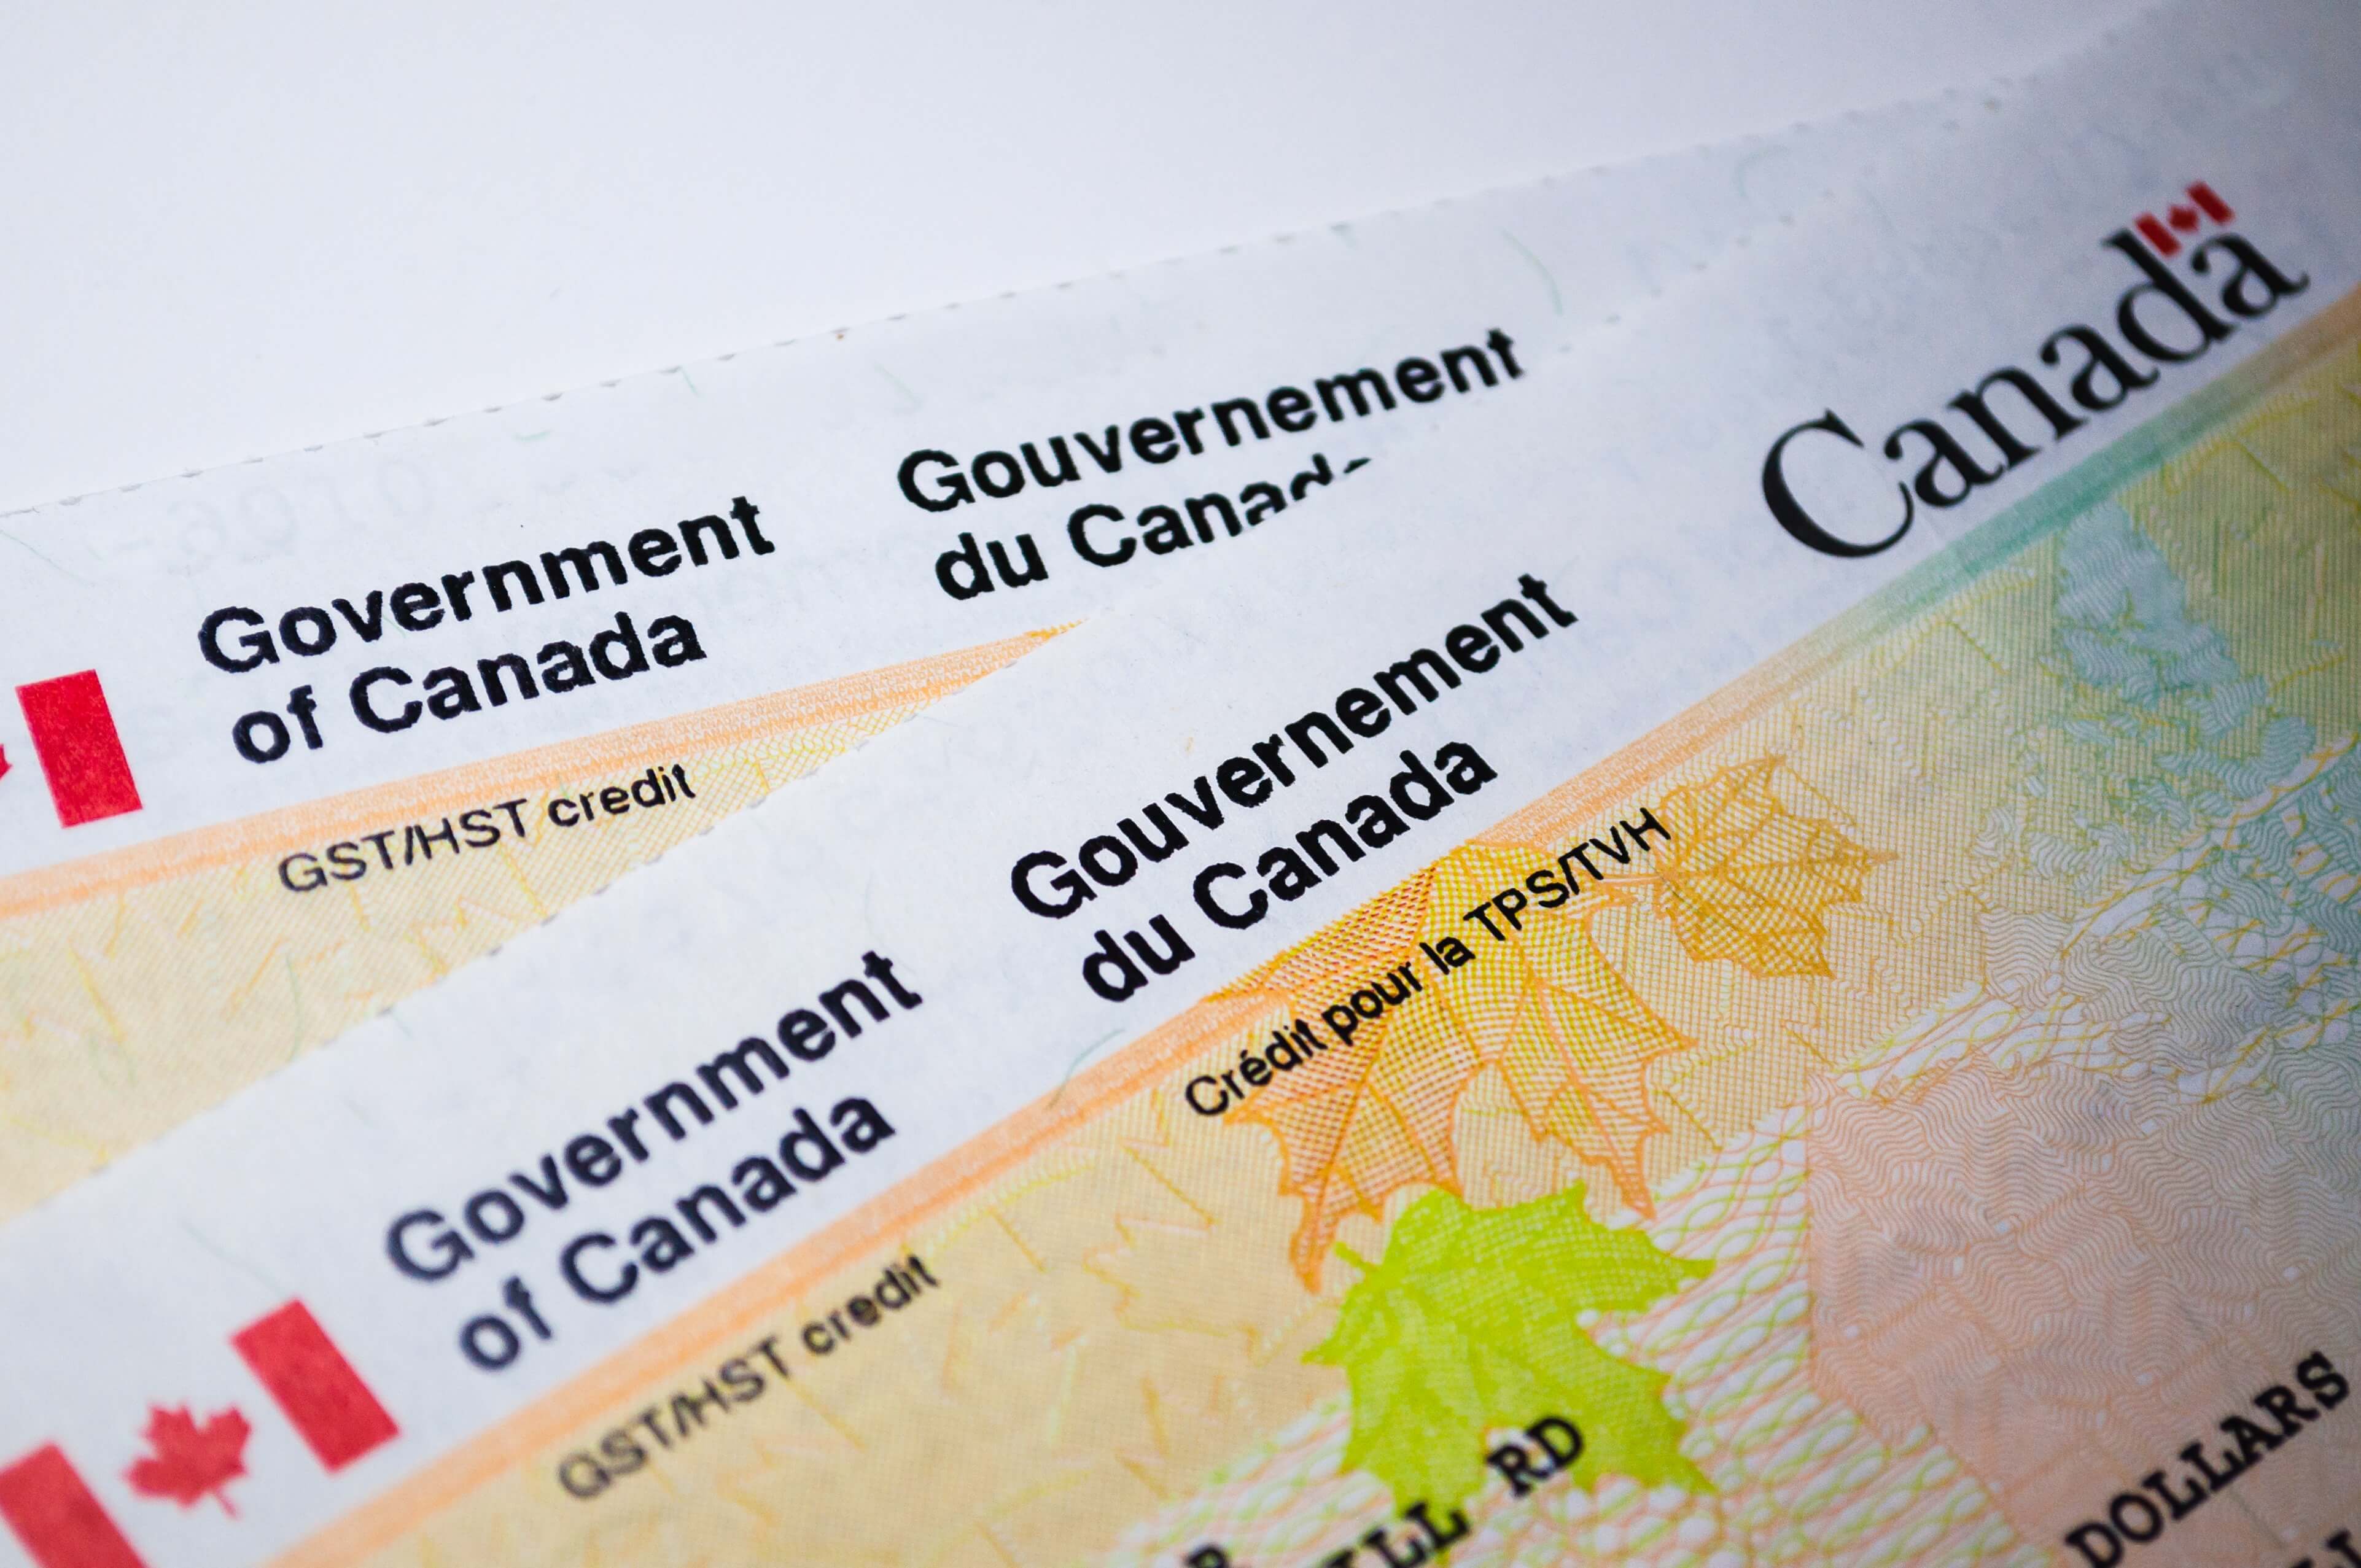 Government
of Canada
Gouvernement
du Canad
GST/HST credit
Government
of Canada
Gouvernement
du Canada
Canada
GST/HST credit
Crédit pour la TPS/TVH
RD
DOLLARS